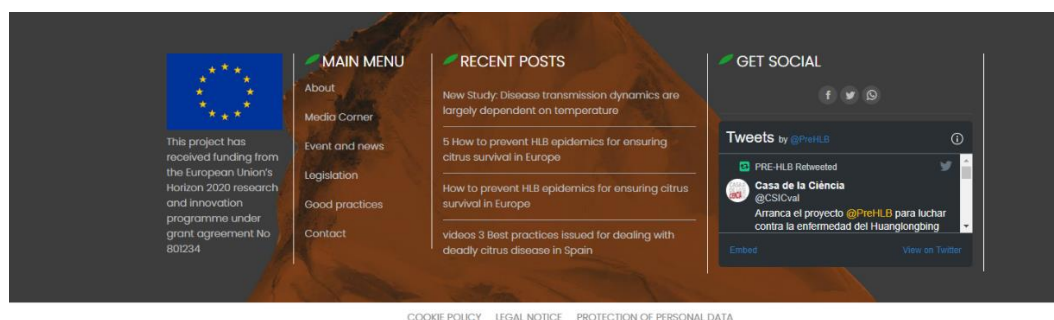 This project has
received funding from
the European Union's
Horizon 2020 research
and innovation
programme under
grant agreement No
801234
MAIN MENU
About
Media Corner
Event and news
Legislation
Good practices
Contact
RECENT POSTS
New Study: Disease transmission dynamics are
largely dependent on temperature
5 How to prevent HLB epidemics for ensuring
citrus survival in Europe
How to prevent HLB epidemics for ensuring citrus
survival in Europe
videos 3 Best practices issued for dealing with
deadly citrus disease in Spain
GET SOCIAL
Tweets by @PreHLB
PRE-HLB Retweeted
Casa de la Ciència
@CSICval
Arranca el proyecto @PreHLB para luchar
contra la enfermedad del Huanglongbing
Embed View on Twitter
COOKIE POLICY LEGAL NOTICE PROTECTION OF PERSONAL DATA